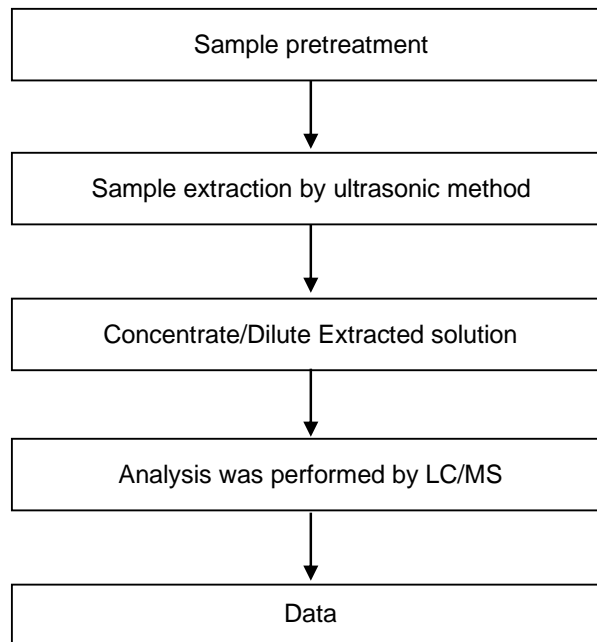 Sample pretreatment
Sample extraction by ultrasonic method
Concentrate/Dilute Extracted solution
Analysis was performed by LC/MS
Data